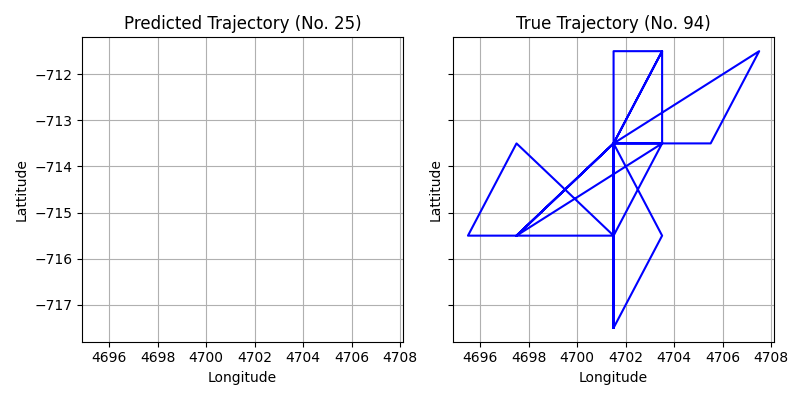 Predicted Trajectory (No. 25)
−712
−713
−714
−715
−716
−717
Lattitude
4696 4698 4700 4702 4704 4706 4708
Longitude
True Trajectory (No. 94)
Lattitude
4696 4698 4700 4702 4704 4706 4708
Longitude